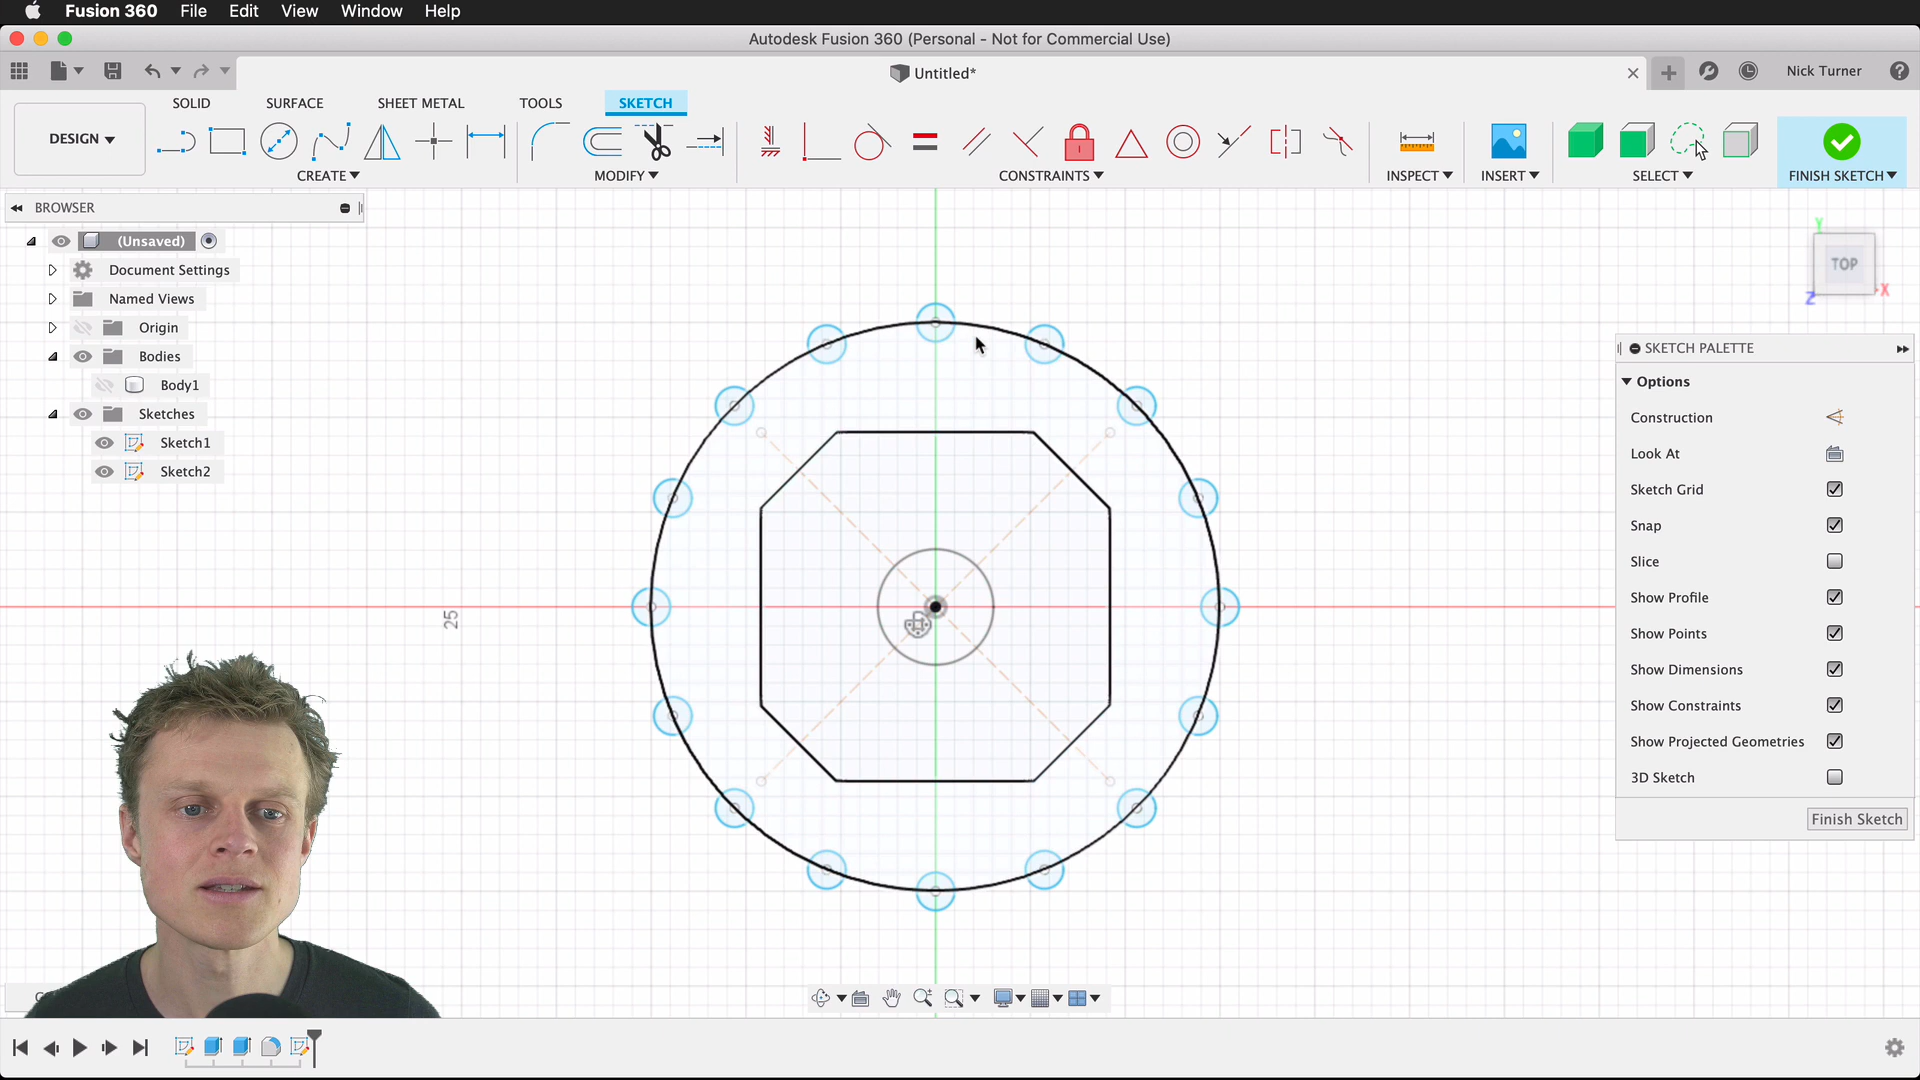 Fusion 360 File Edit View Window Help
Autodesk Fusion 360 (Personal - Not for Commercial Use)
Untitled*
Nick Turner
SOLID SURFACE SHEET METAL TOOLS SKETCH
DESIGN
CREATE MODIFY CONSTRAINTS INSPECT INSERT SELECT FINISH SKETCH
BROWSER
(Unsaved)
Document Settings
Named Views
Origin
Bodies
Body1
Sketches
Sketch1
Sketch2
25
Y
TOP
Z X
SKETCH PALETTE
Options
Construction
Look At
Sketch Grid
Snap
Slice
Show Profile
Show Points
Show Dimensions
Show Constraints
Show Projected Geometries
3D Sketch
Finish Sketch